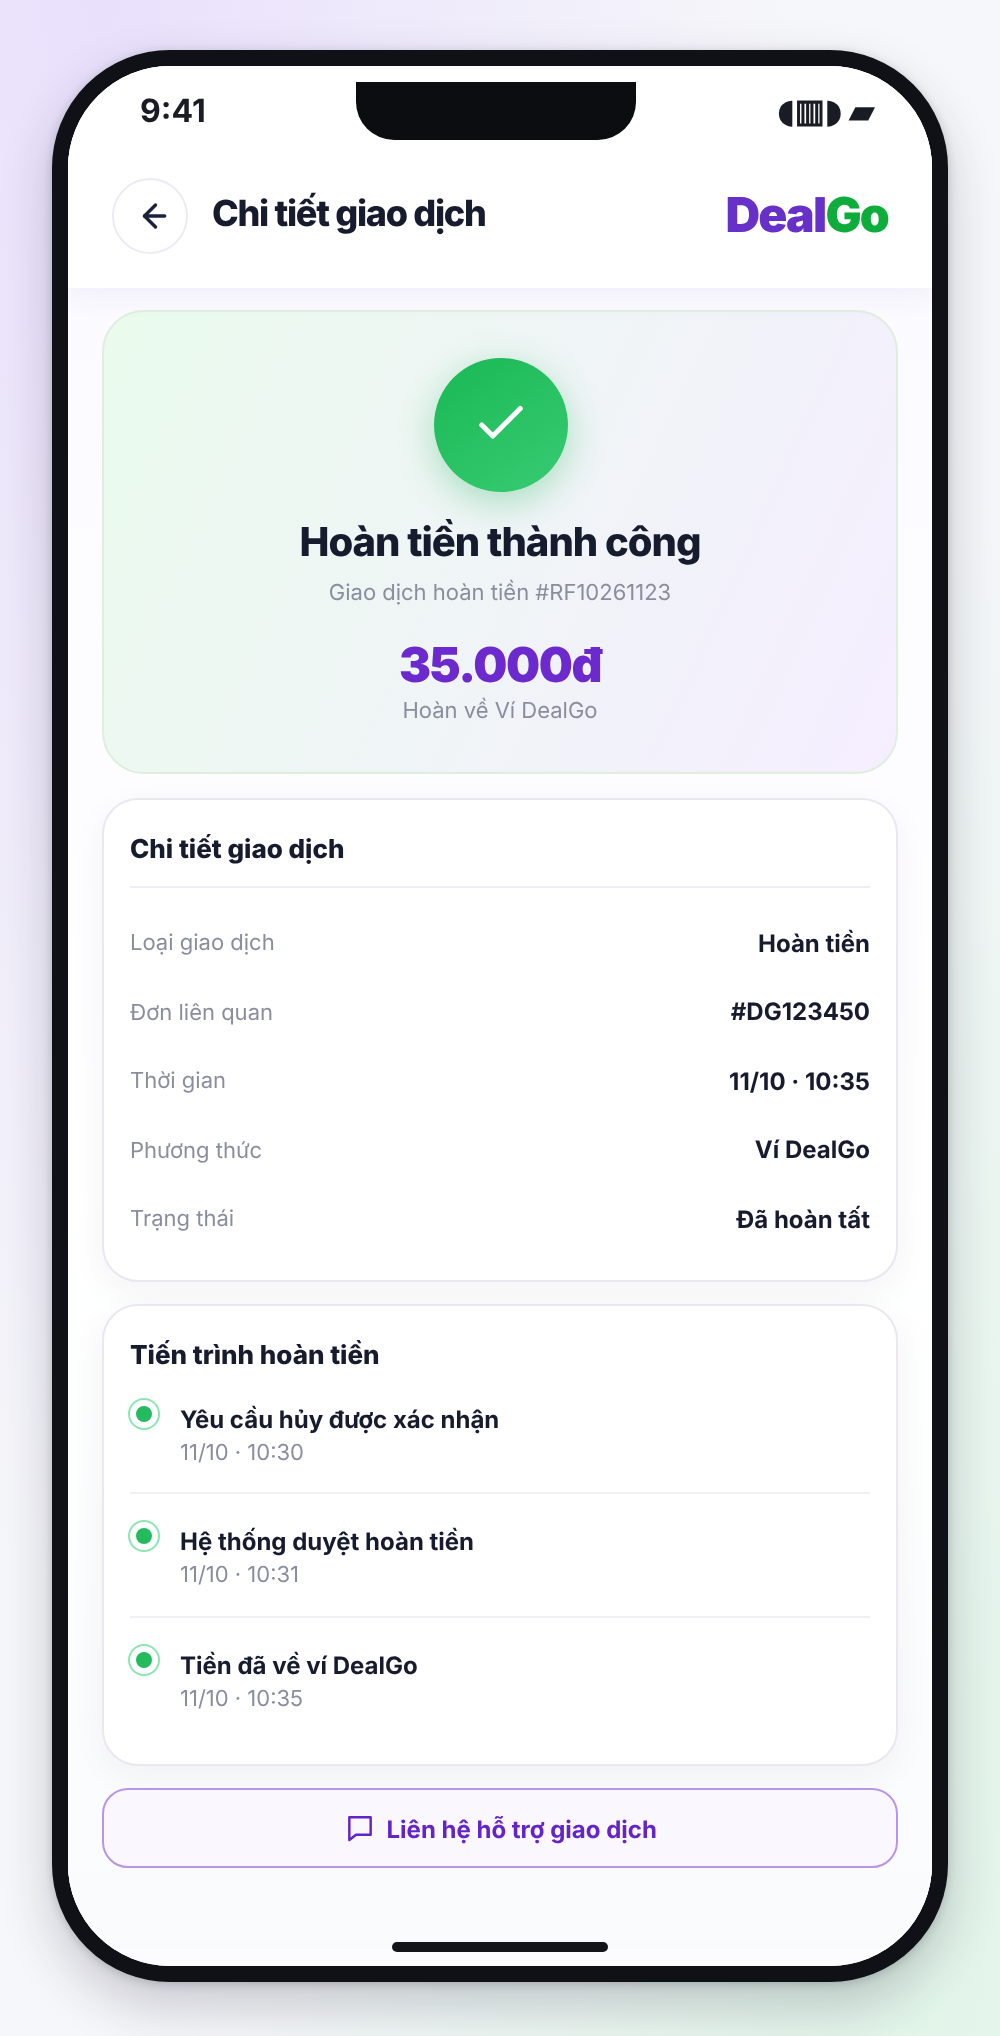 9:41
Chi tiết giao dịch
DealGo
Hoàn tiền thành công
Giao dịch hoàn tiền #RF10261123
35.000đ
Hoàn về Ví DealGo
Chi tiết giao dịch
Loại giao dịch Hoàn tiền
Đơn liên quan #DG123450
Thời gian 11/10 · 10:35
Phương thức Ví DealGo
Trạng thái Đã hoàn tất
Tiến trình hoàn tiền
Yêu cầu hủy được xác nhận
11/10 · 10:30
Hệ thống duyệt hoàn tiền
11/10 · 10:31
Tiền đã về ví DealGo
11/10 · 10:35
Liên hệ hỗ trợ giao dịch